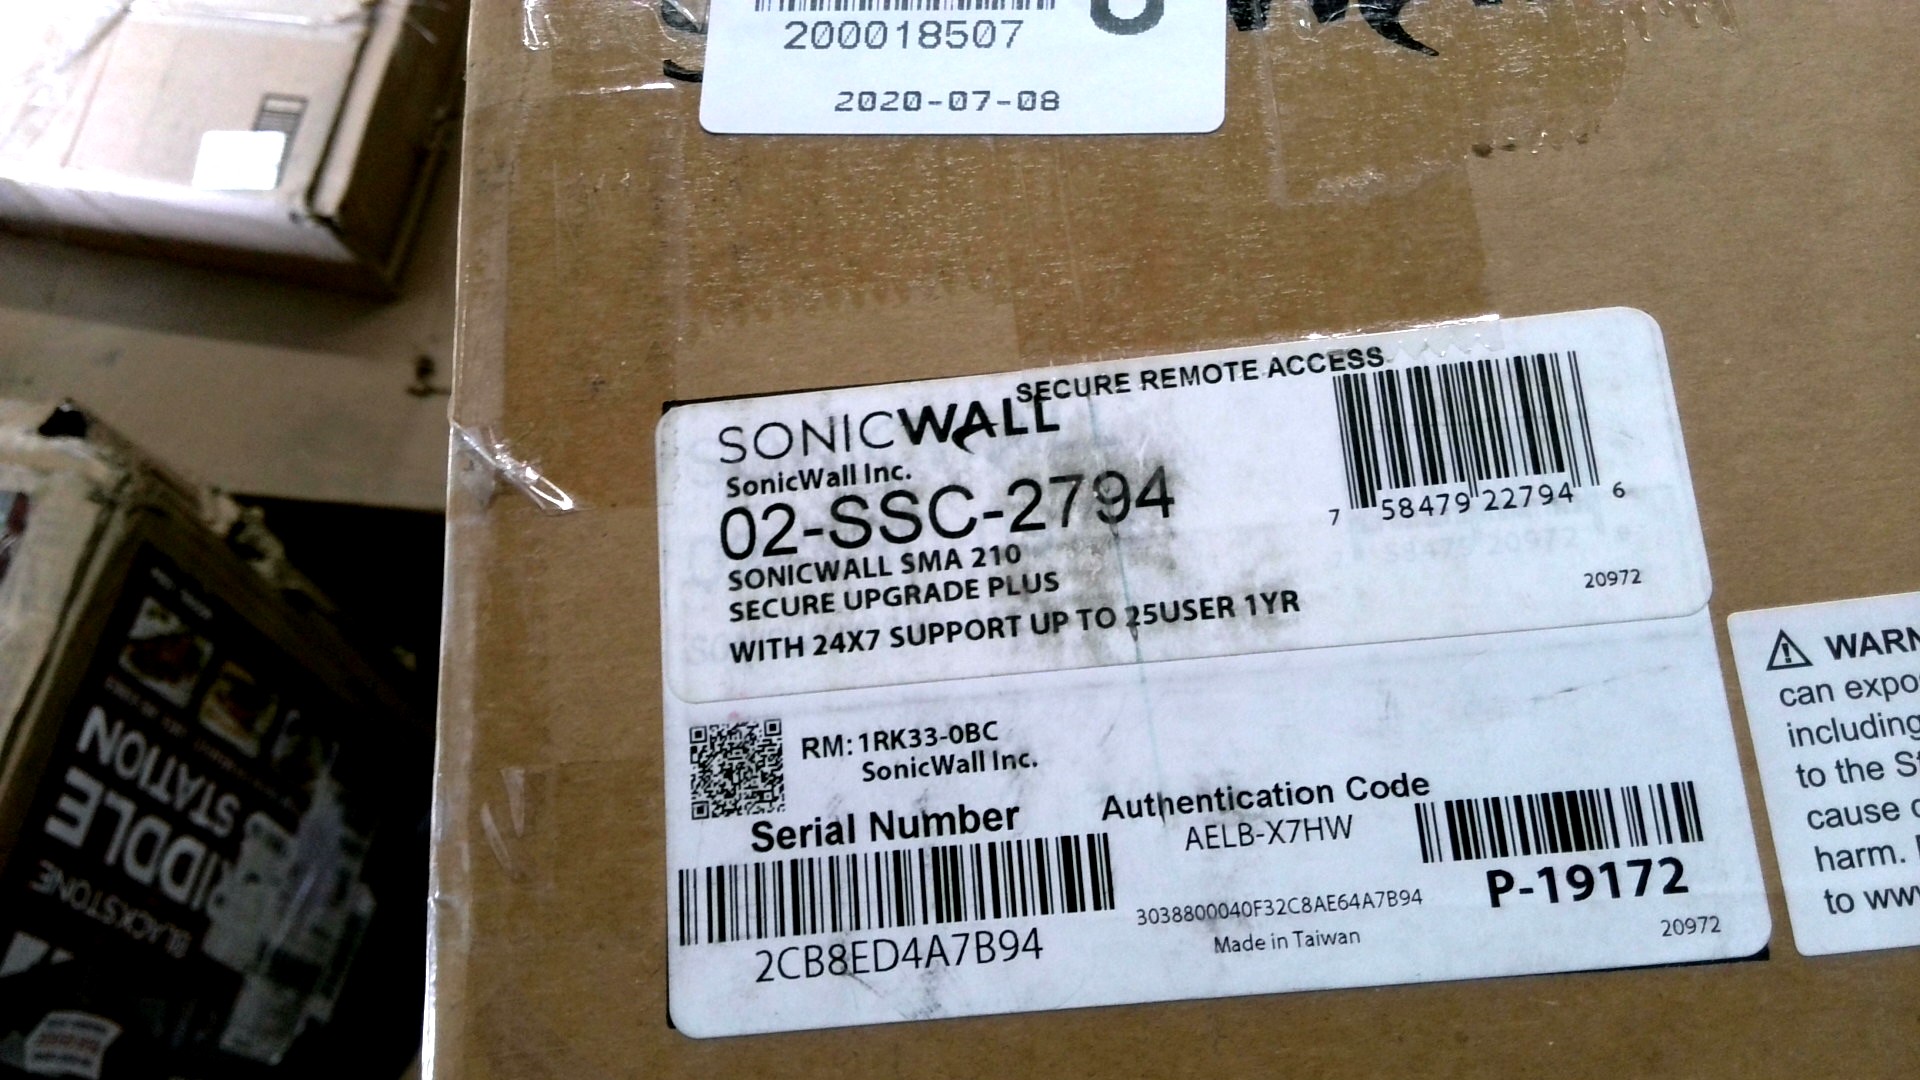 200018507
2020-07-08
SECURE REMOTE ACCESS
SONICWALL
SonicWall Inc.
02-SSC-2794
SONICWALL SMA 210
SECURE UPGRADE PLUS
WITH 24X7 SUPPORT UP TO 25USER 1YR
7 58479 22794 6
20972
RM: 1RK33-0BC
SonicWall Inc.
Serial Number
2CB8ED4A7B94
Authentication Code
AELB-X7HW
3038800040F32C8AE64A7B94
Made in Taiwan
P-19172
20972
WARN
can expo
including
to the St
cause c
harm.
to www
BLACKSTONE
STATION